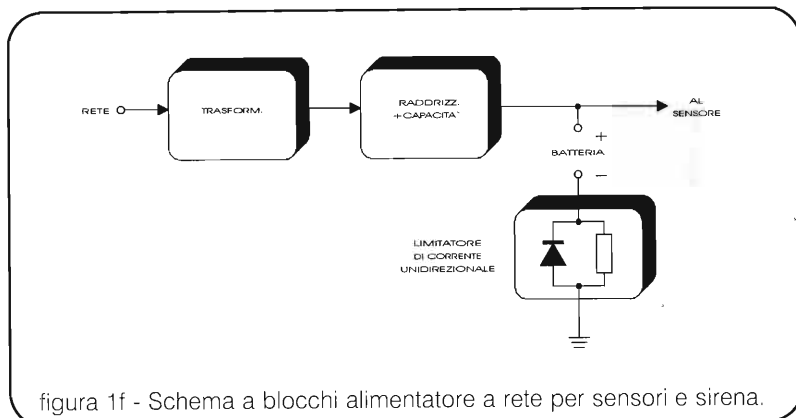 RETE
TRASFORM.
RADDRIZZ.
+CAPACITA'
AL
SENSORE
+
BATTERIA
−
LIMITATORE
DI CORRENTE
UNIDIREZIONALE
figura 1f - Schema a blocchi alimentatore a rete per sensori e sirena.